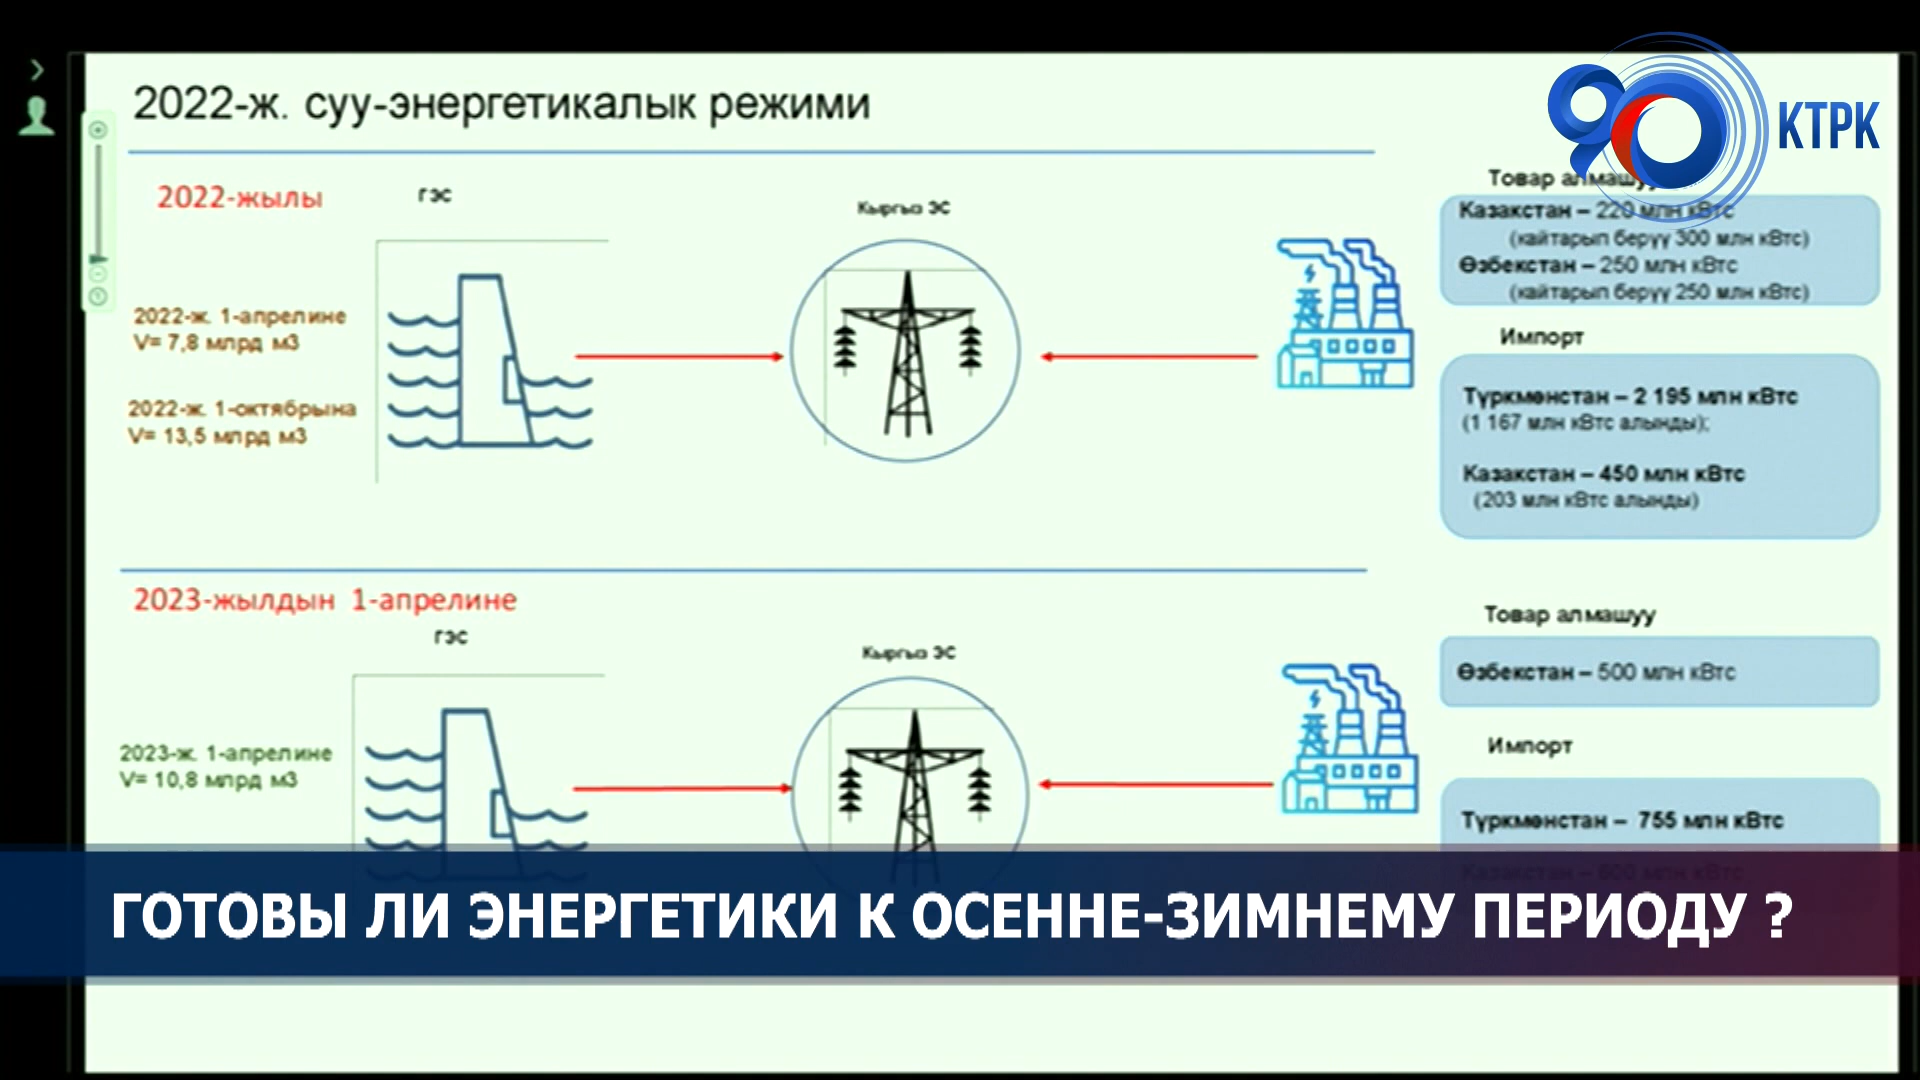 2022-ж. суу-энергетикалык режими
90
КТРК
2022-жылы
ГЭС
Кыргыз ЭС
Товар алмашуу
Казакстан – 220 млн кВтс
(кайтарып берүү 300 млн кВтс)
Өзбекстан – 250 млн кВтс
(кайтарып берүү 250 млн кВтс)
2022-ж. 1-апрелине
V= 7,8 млрд м3
2022-ж. 1-октябрына
V= 13,5 млрд м3
Импорт
Түркмөнстан – 2 195 млн кВтс
(1 167 млн кВтс алынды);
Казакстан – 450 млн кВтс
(203 млн кВтс алынды)
2023-жылдын 1-апрелине
ГЭС
Кыргыз ЭС
Товар алмашуу
Өзбекстан – 500 млн кВтс
2023-ж. 1-апрелине
V= 10,8 млрд м3
Импорт
Түркмөнстан – 755 млн кВтс
Казакстан –
ГОТОВЫ ЛИ ЭНЕРГЕТИКИ К ОСЕННЕ-ЗИМНЕМУ ПЕРИОДУ ?